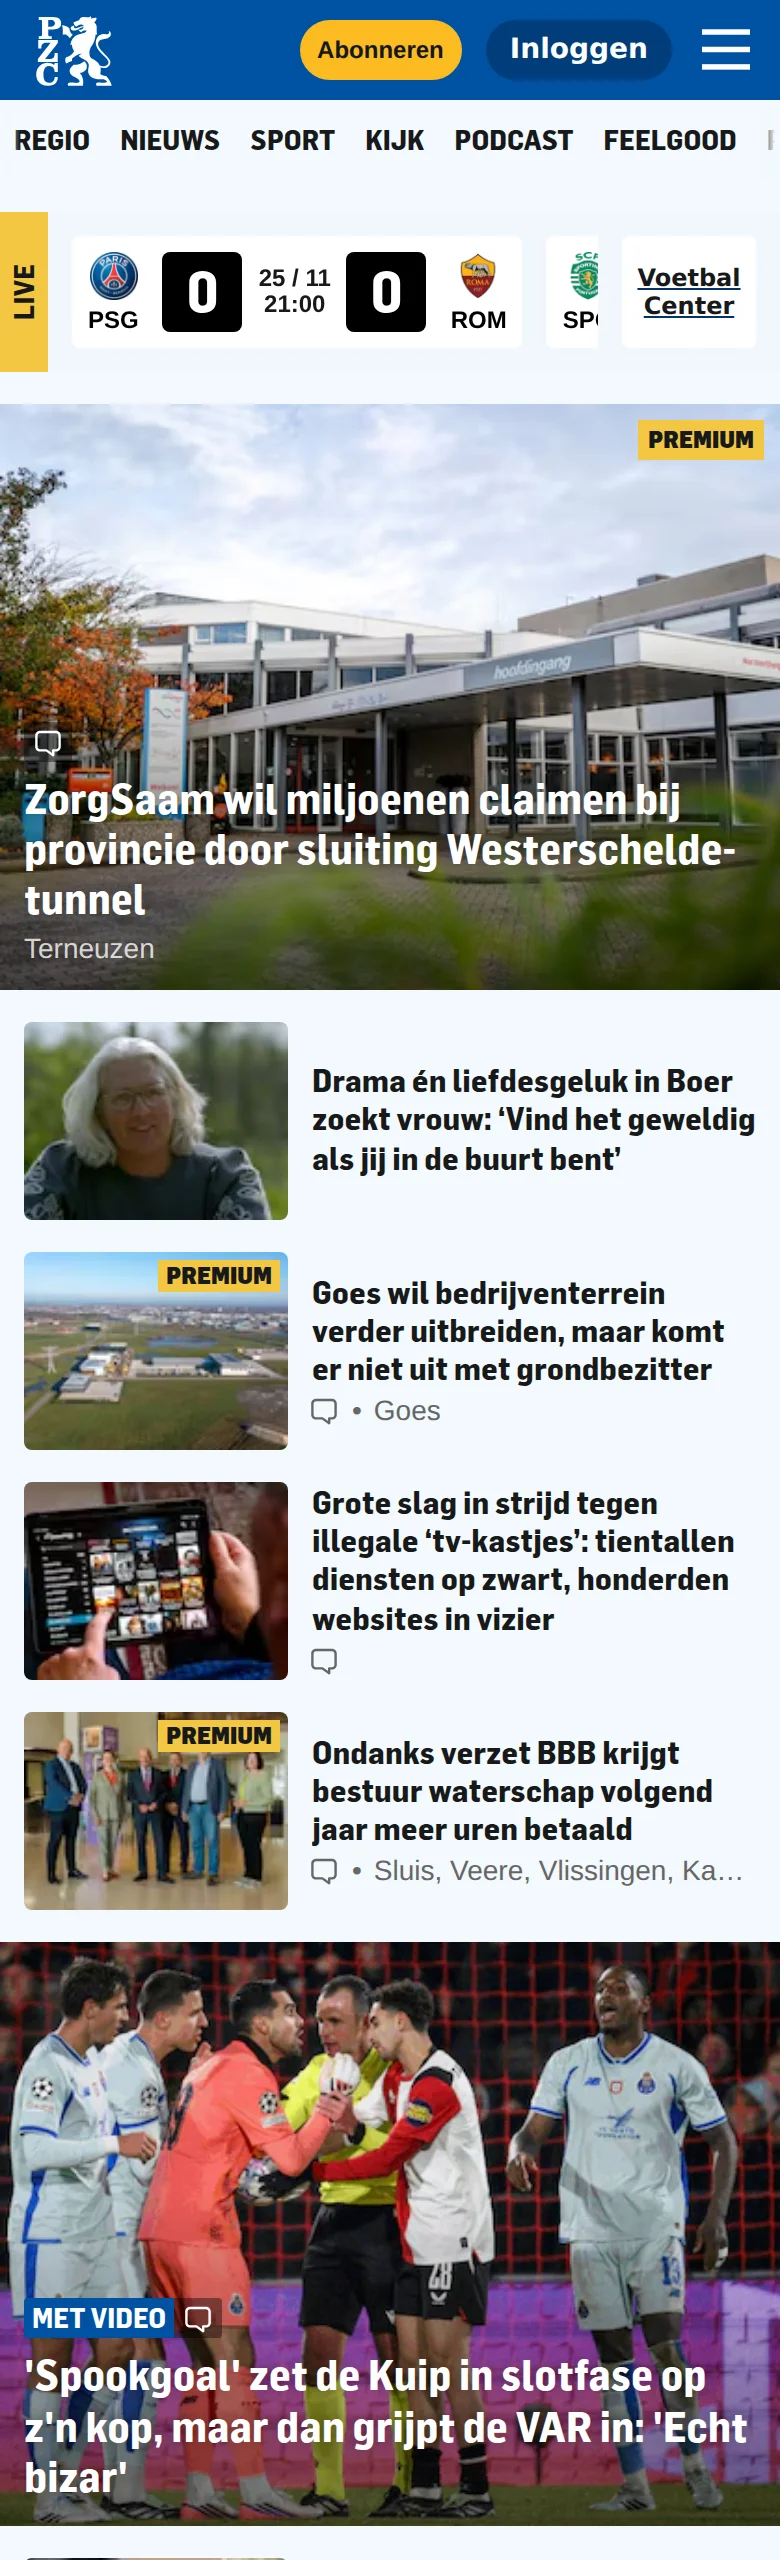 PZC
Abonneren
Inloggen
REGIO NIEUWS SPORT KIJK PODCAST FEELGOOD
LIVE
PSG
0
25 / 11
21:00
0
ROM
Voetbal
Center
PREMIUM
hoofdingang
ZorgSaam wil miljoenen claimen bij
provincie door sluiting Westerschelde-
tunnel
Terneuzen
Drama én liefdesgeluk in Boer
zoekt vrouw: ‘Vind het geweldig
als jij in de buurt bent’
PREMIUM
Goes wil bedrijventerrein
verder uitbreiden, maar komt
er niet uit met grondbezitter
• Goes
Grote slag in strijd tegen
illegale ‘tv-kastjes’: tientallen
diensten op zwart, honderden
websites in vizier
PREMIUM
Ondanks verzet BBB krijgt
bestuur waterschap volgend
jaar meer uren betaald
• Sluis, Veere, Vlissingen, Ka...
MET VIDEO
'Spookgoal' zet de Kuip in slotfase op
z'n kop, maar dan grijpt de VAR in: 'Echt
bizar'